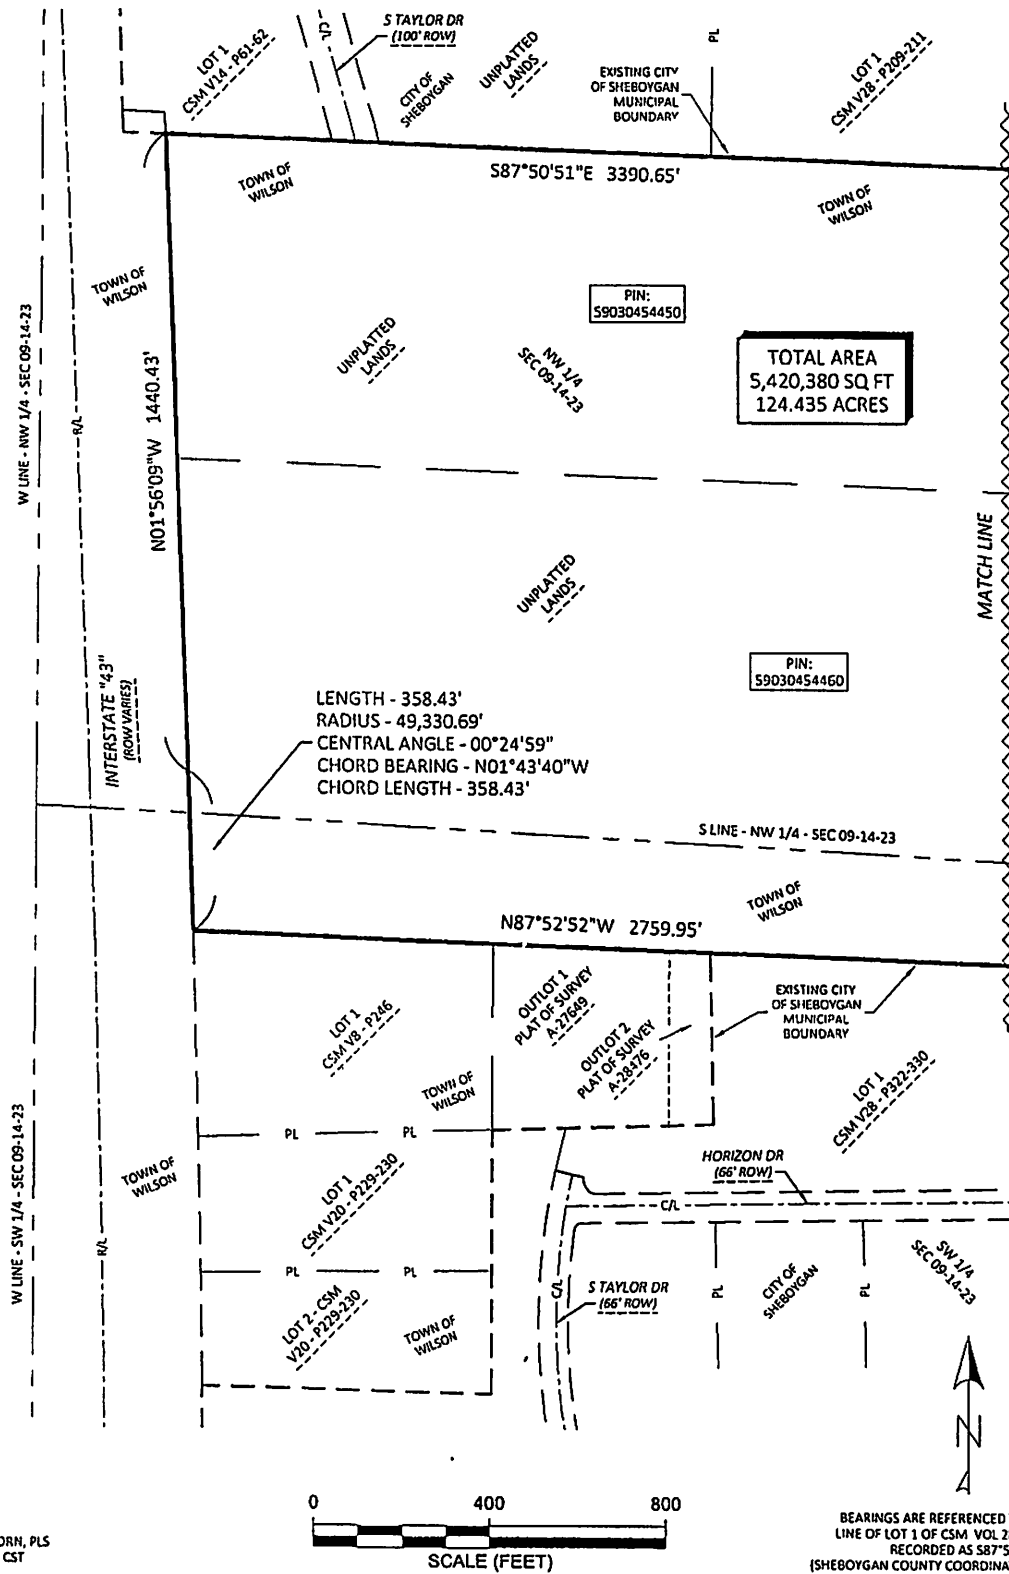 S TAYLOR DR
(100' ROW)
C/L
LOT 1
CSM V14 - P61-62
CITY OF
SHEBOYGAN
UNPLATTED
LANDS
EXISTING CITY
OF SHEBOYGAN
MUNICIPAL
BOUNDARY
PL
LOT 1
CSM V28 - P209-211
S87°50'51"E 3390.65'
TOWN OF
WILSON
TOWN OF
WILSON
TOWN OF
WILSON
W LINE - NW 1/4 - SEC 09-14-23
R/L
N01°56'09"W 1440.43'
UNPLATTED
LANDS
PIN:
59030454450
NW 1/4
SEC 09-14-23
TOTAL AREA
5,420,380 SQ FT
124.435 ACRES
MATCH LINE
UNPLATTED
LANDS
PIN:
59030454460
INTERSTATE "43"
(ROW VARIES)
LENGTH - 358.43'
RADIUS - 49,330.69'
CENTRAL ANGLE - 00°24'59"
CHORD BEARING - N01°43'40"W
CHORD LENGTH - 358.43'
S LINE - NW 1/4 - SEC 09-14-23
TOWN OF
WILSON
N87°52'52"W 2759.95'
LOT 1
CSM V8 - P246
OUTLOT 1
PLAT OF SURVEY
A-27649
OUTLOT 2
PLAT OF SURVEY
A-28476
EXISTING CITY
OF SHEBOYGAN
MUNICIPAL
BOUNDARY
TOWN OF
WILSON
LOT 1
CSM V28 - P322-330
PL PL
W LINE - SW 1/4 - SEC 09-14-23
TOWN OF
WILSON
LOT 1
CSM V20 - P229-230
HORIZON DR
(66' ROW)
C/L
R/L
PL PL
C/L
S TAYLOR DR
(66' ROW)
PL
CITY OF
SHEBOYGAN
PL
SW 1/4
SEC 09-14-23
LOT 2 - CSM
V20 - P229-230
TOWN OF
WILSON
N
0 400 800
SCALE (FEET)
ORN, PLS
CST
BEARINGS ARE REFERENCED
LINE OF LOT 1 OF CSM VOL 2
RECORDED AS S87°5
(SHEBOYGAN COUNTY COORDINA